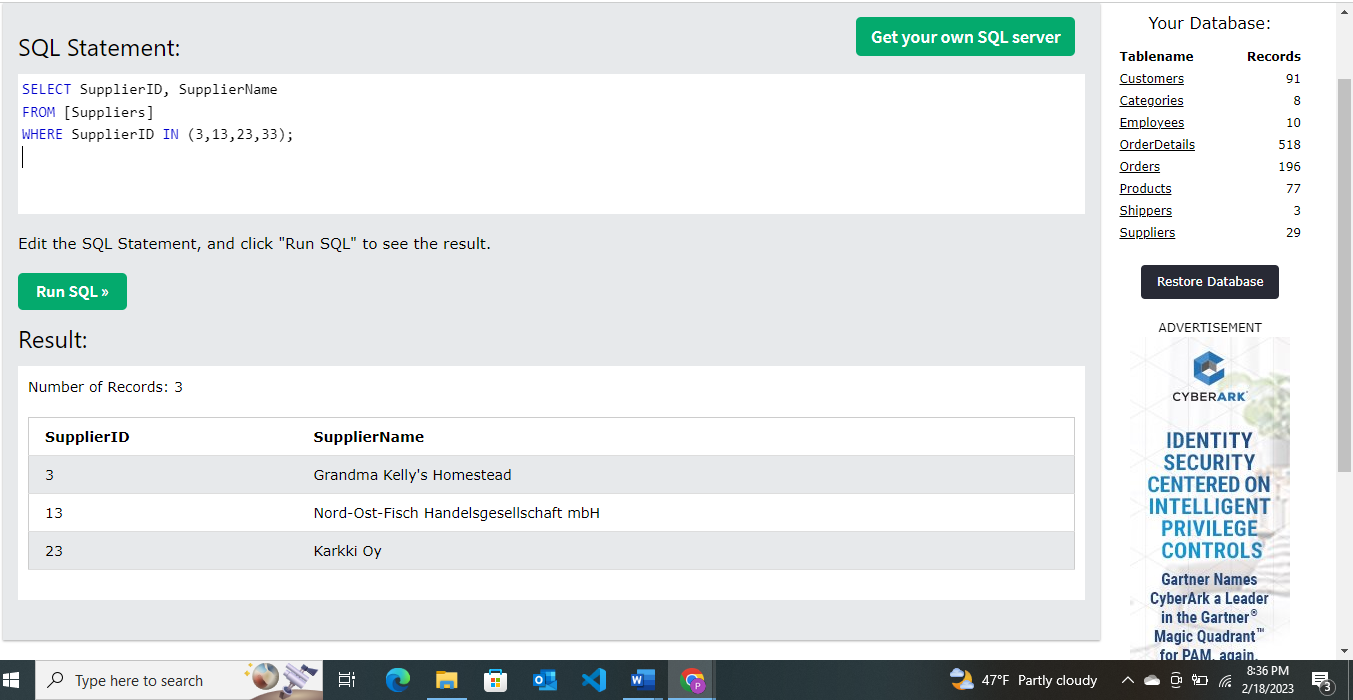 SQL Statement:
Get your own SQL server
SELECT SupplierID, SupplierName
FROM [Suppliers]
WHERE SupplierID IN (3,13,23,33);
Edit the SQL Statement, and click "Run SQL" to see the result.
Run SQL »
Result:
Number of Records: 3
SupplierID SupplierName
3 Grandma Kelly's Homestead
13 Nord-Ost-Fisch Handelsgesellschaft mbH
23 Karkki Oy
Your Database:
Tablename Records
Customers 91
Categories 8
Employees 10
OrderDetails 518
Orders 196
Products 77
Shippers 3
Suppliers 29
Restore Database
ADVERTISEMENT
CYBERARK
IDENTITY
SECURITY
CENTERED ON
INTELLIGENT
PRIVILEGE
CONTROLS
Gartner Names
CyberArk a Leader
in the Gartner®
Magic Quadrant™
for PAM, again.
Type here to search
47°F Partly cloudy
8:36 PM
2/18/2023
3